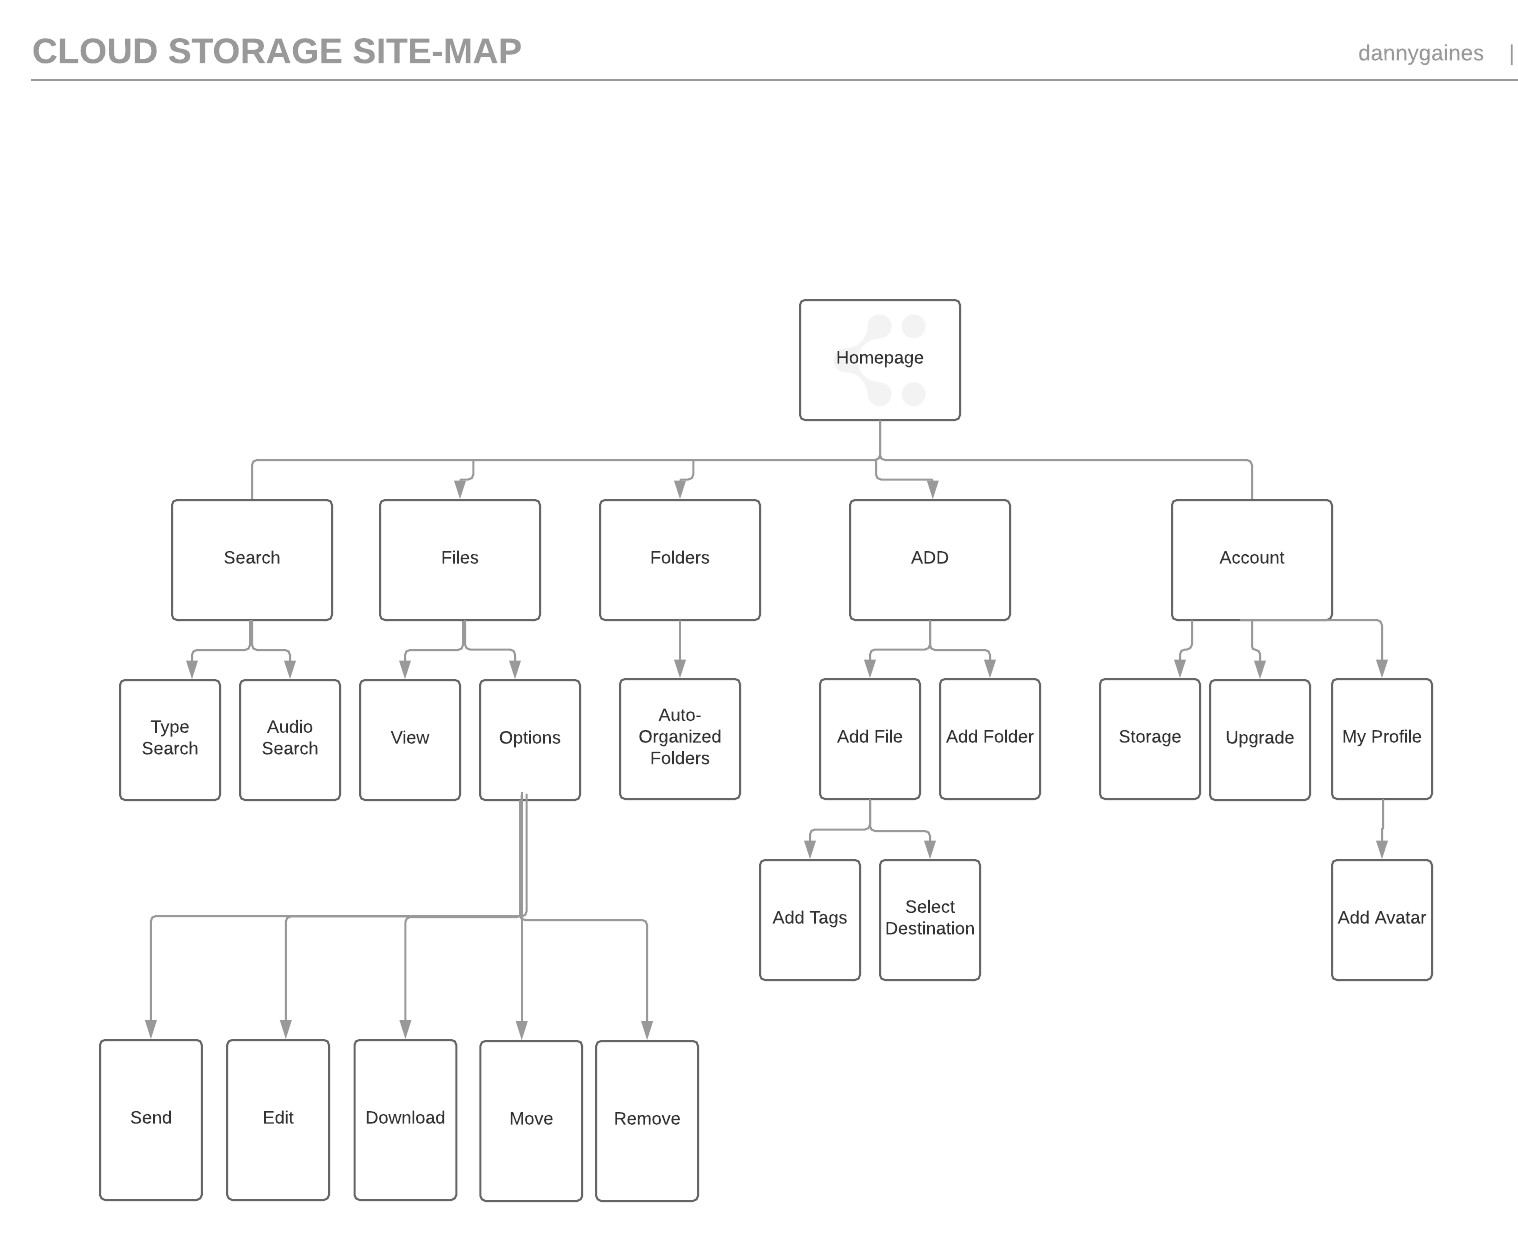 CLOUD STORAGE SITE-MAP
dannygaines |
Homepage
Search
Files
Folders
ADD
Account
Type
Search
Audio
Search
View
Options
Auto-
Organized
Folders
Add File
Add Folder
Storage
Upgrade
My Profile
Add Tags
Select
Destination
Add Avatar
Send
Edit
Download
Move
Remove